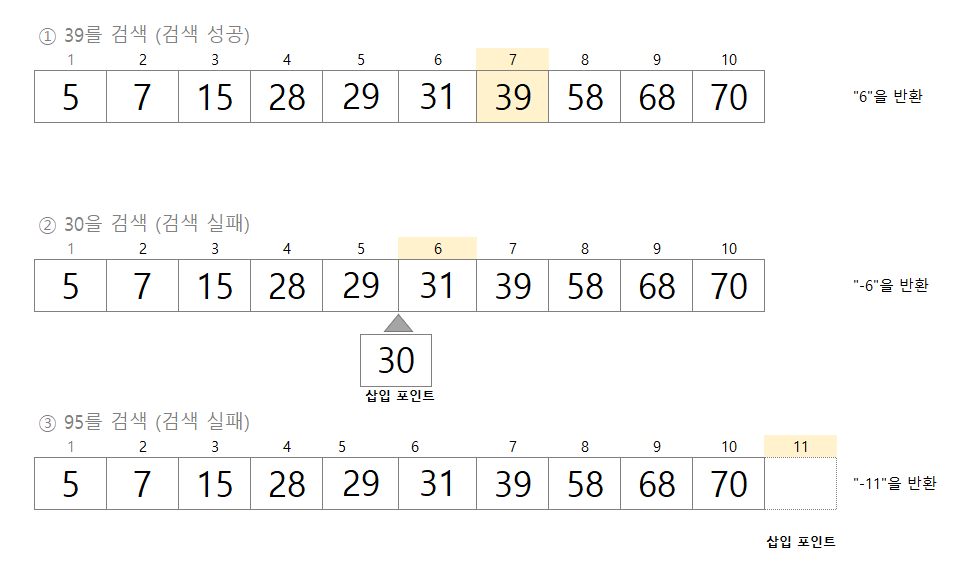 ① 39를 검색 (검색 성공)
1 2 3 4 5 6 7 8 9 10
5 7 15 28 29 31 39 58 68 70 "6"을 반환
② 30을 검색 (검색 실패)
1 2 3 4 5 6 7 8 9 10
5 7 15 28 29 31 39 58 68 70 "-6"을 반환
30
삽입 포인트
③ 95를 검색 (검색 실패)
1 2 3 4 5 6 7 8 9 10 11
5 7 15 28 29 31 39 58 68 70 "-11"을 반환
삽입 포인트